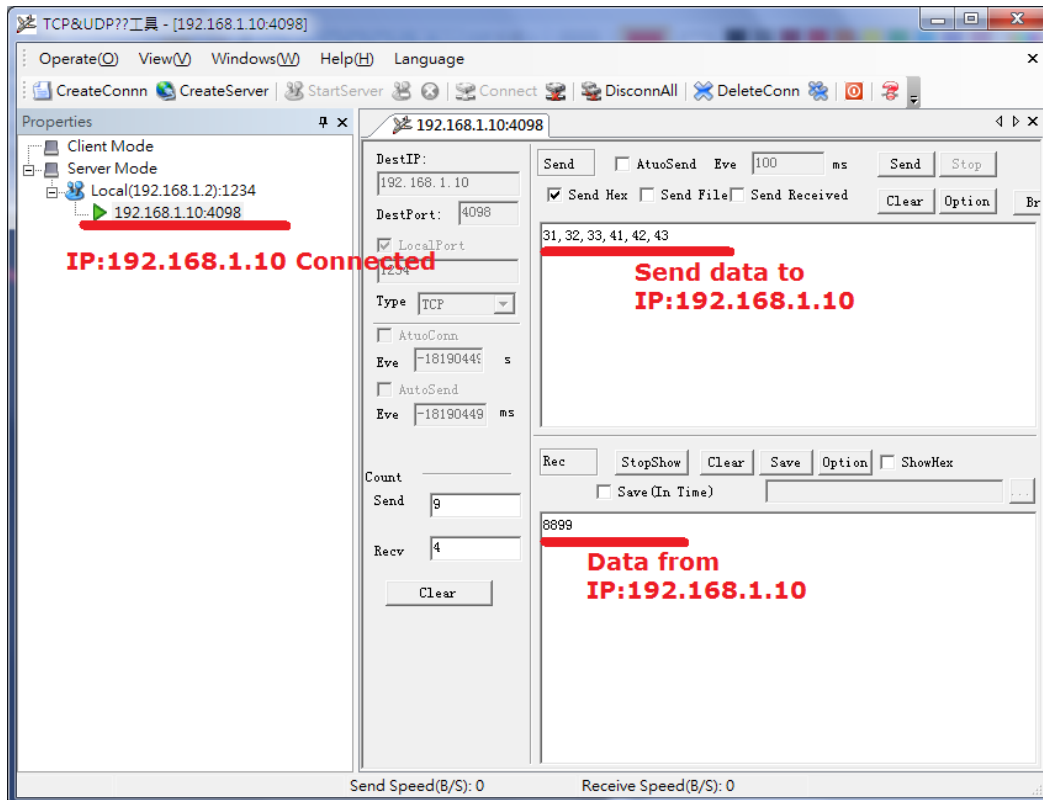 TCP&UDP??工具 - [192.168.1.10:4098]
Operate(O) View(V) Windows(W) Help(H) Language
CreateConnn CreateServer StartServer Connect DisconnAll DeleteConn
Properties
Client Mode
Server Mode
Local(192.168.1.2):1234
192.168.1.10:4098
IP:192.168.1.10 Connected
192.168.1.10:4098
DestIP:
192.168.1.10
DestPort: 4098
LocalPort
1234
Type TCP
AtuoConn
Eve -1819044 s
AutoSend
Eve -18190449 ms
Count
Send 9
Recv 4
Clear
Send AtuoSend Eve 100 ms Send Stop
Send Hex Send File Send Received Clear Option Br
31, 32, 33, 41, 42, 43
Send data to
IP:192.168.1.10
Rec StopShow Clear Save Option ShowHex
Save(In Time) ...
8899
Data from
IP:192.168.1.10
Send Speed(B/S): 0 Receive Speed(B/S): 0